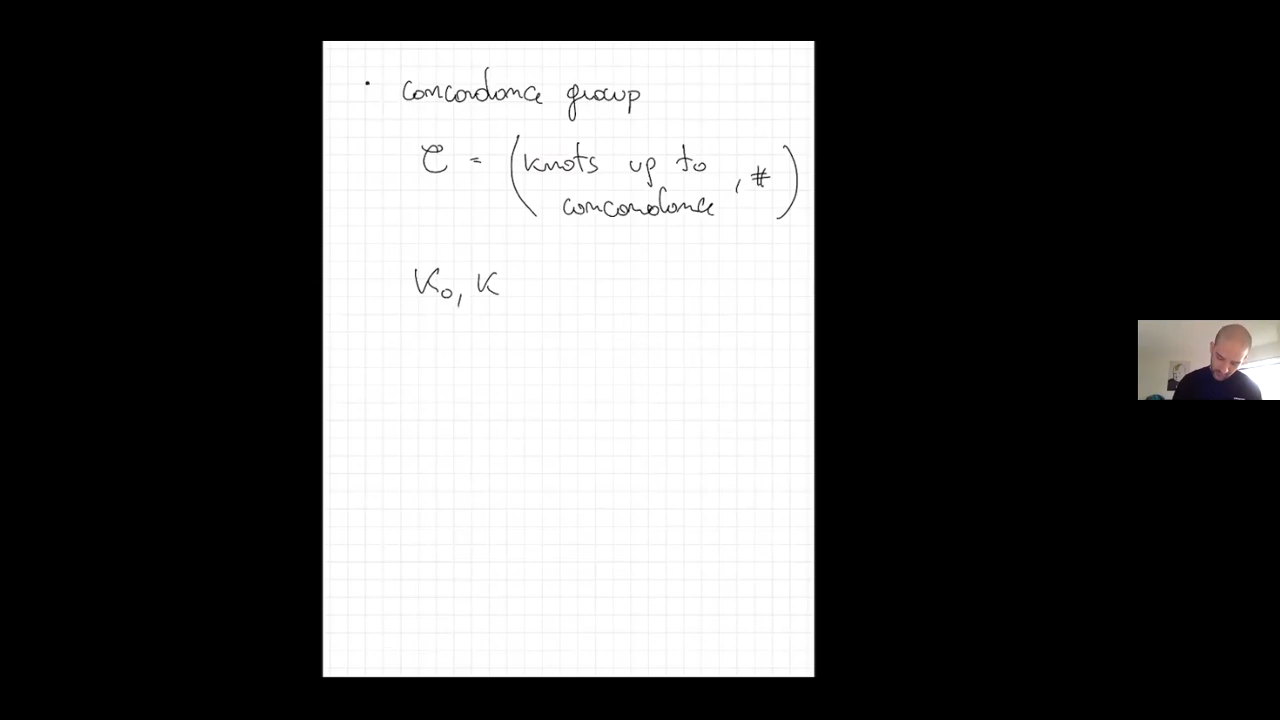 • concordance group
C = (knots up to
concordance , #)
K₀, K